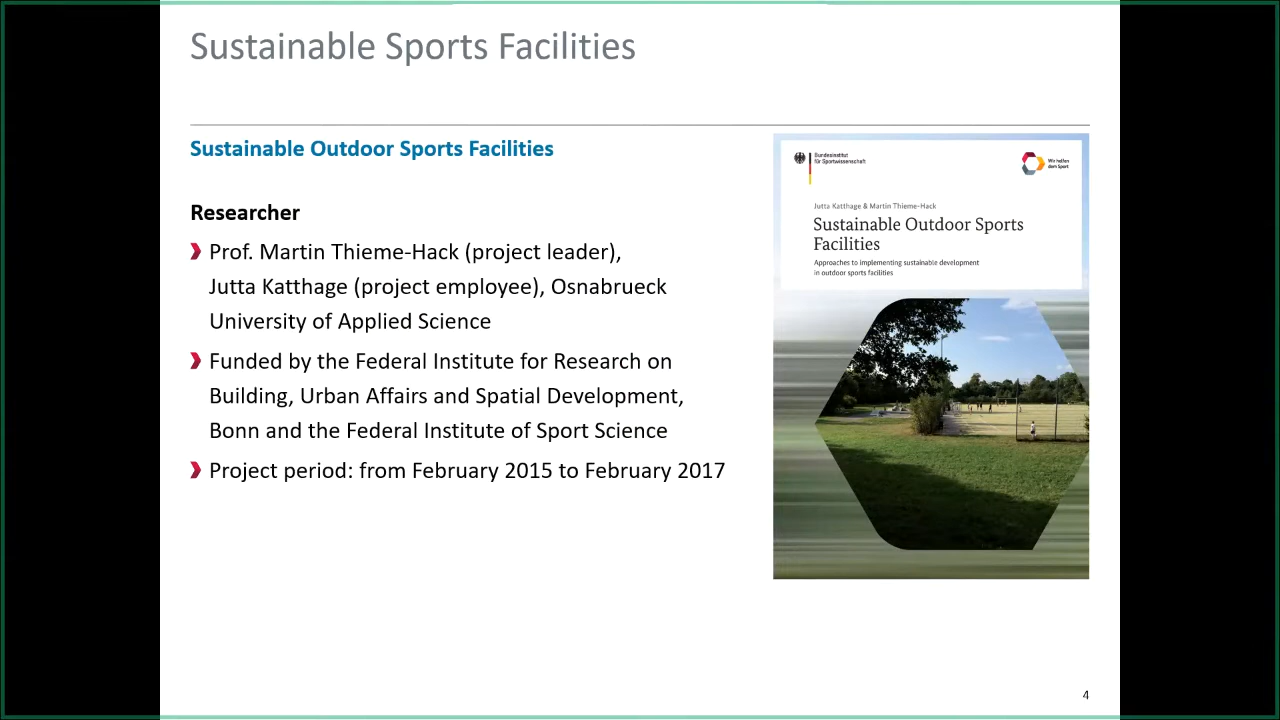 Sustainable Sports Facilities
Sustainable Outdoor Sports Facilities
Researcher
Prof. Martin Thieme-Hack (project leader),
Jutta Katthage (project employee), Osnabrueck
University of Applied Science
Funded by the Federal Institute for Research on
Building, Urban Affairs and Spatial Development,
Bonn and the Federal Institute of Sport Science
Project period: from February 2015 to February 2017
Bundesinstitut
für Sportwissenschaft
Wir helfen
dem Sport
Jutta Katthage & Martin Thieme-Hack
Sustainable Outdoor Sports
Facilities
Approaches to implementing sustainable development
in outdoor sports facilities
4